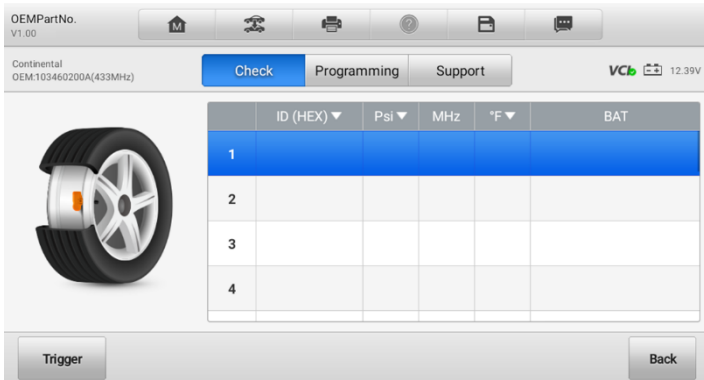 OEMPartNo.
V1.00
M
Continental
OEM:103460200A(433MHz)
Check
Programming
Support
VCI
12.39V
ID (HEX) ▼
Psi ▼
MHz
°F ▼
BAT
1
2
3
4
Trigger
Back